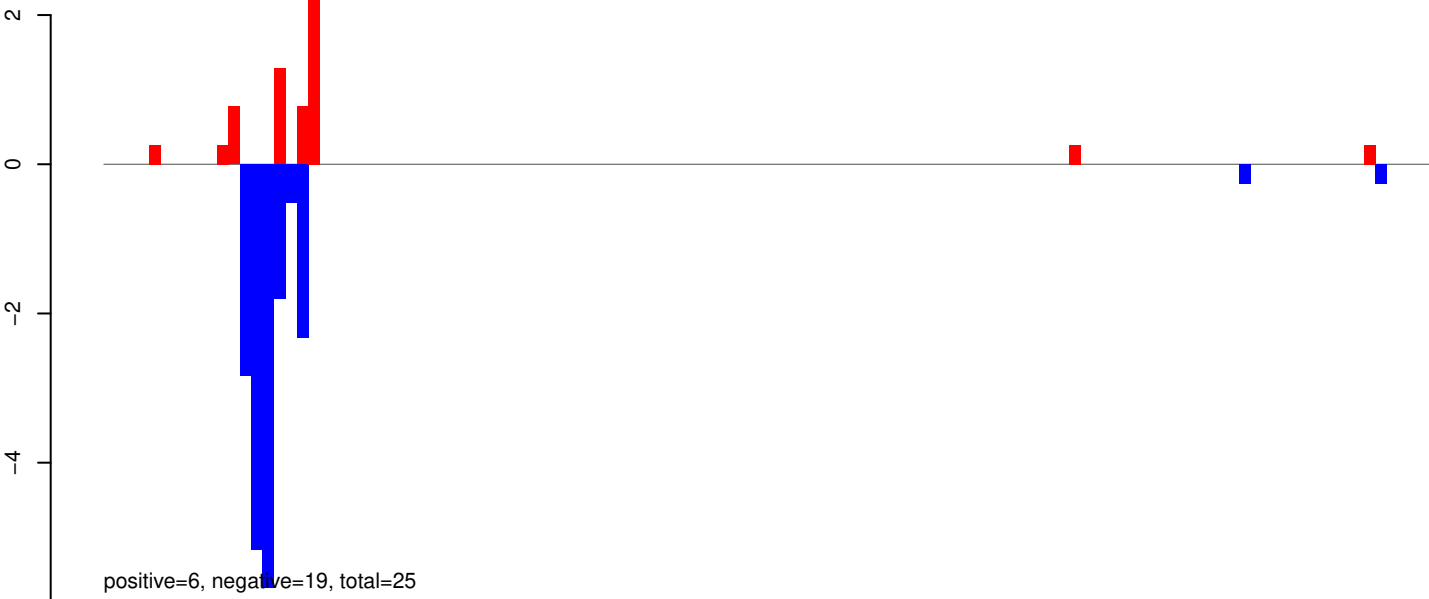 2
0
−2
−4
positive=6, negative=19, total=25